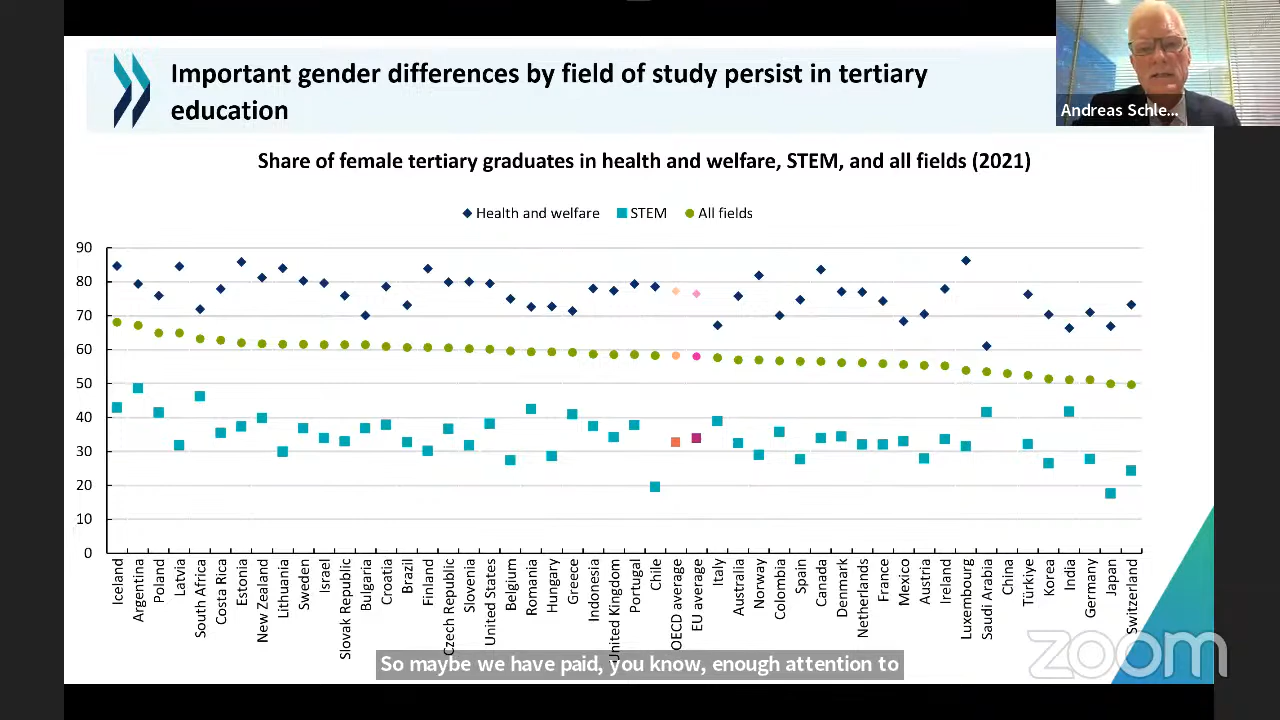 Important gender differences by field of study persist in tertiary
education
Andreas Schle...
Share of female tertiary graduates in health and welfare, STEM, and all fields (2021)
Health and welfare
STEM
All fields
90
80
70
60
50
40
30
20
10
0
Iceland
Argentina
Poland
Latvia
South Africa
Costa Rica
Estonia
New Zealand
Lithuania
Sweden
Israel
Slovak Republic
Bulgaria
Croatia
Brazil
Finland
Czech Republic
Slovenia
United States
Belgium
Romania
Hungary
Greece
Indonesia
United Kingdom
Portugal
Chile
OECD average
EU average
Italy
Australia
Norway
Colombia
Spain
Canada
Denmark
Netherlands
France
Mexico
Austria
Ireland
Luxembourg
Saudi Arabia
China
Türkiye
Korea
India
Germany
Japan
Switzerland
So maybe we have paid, you know, enough attention to
zoom